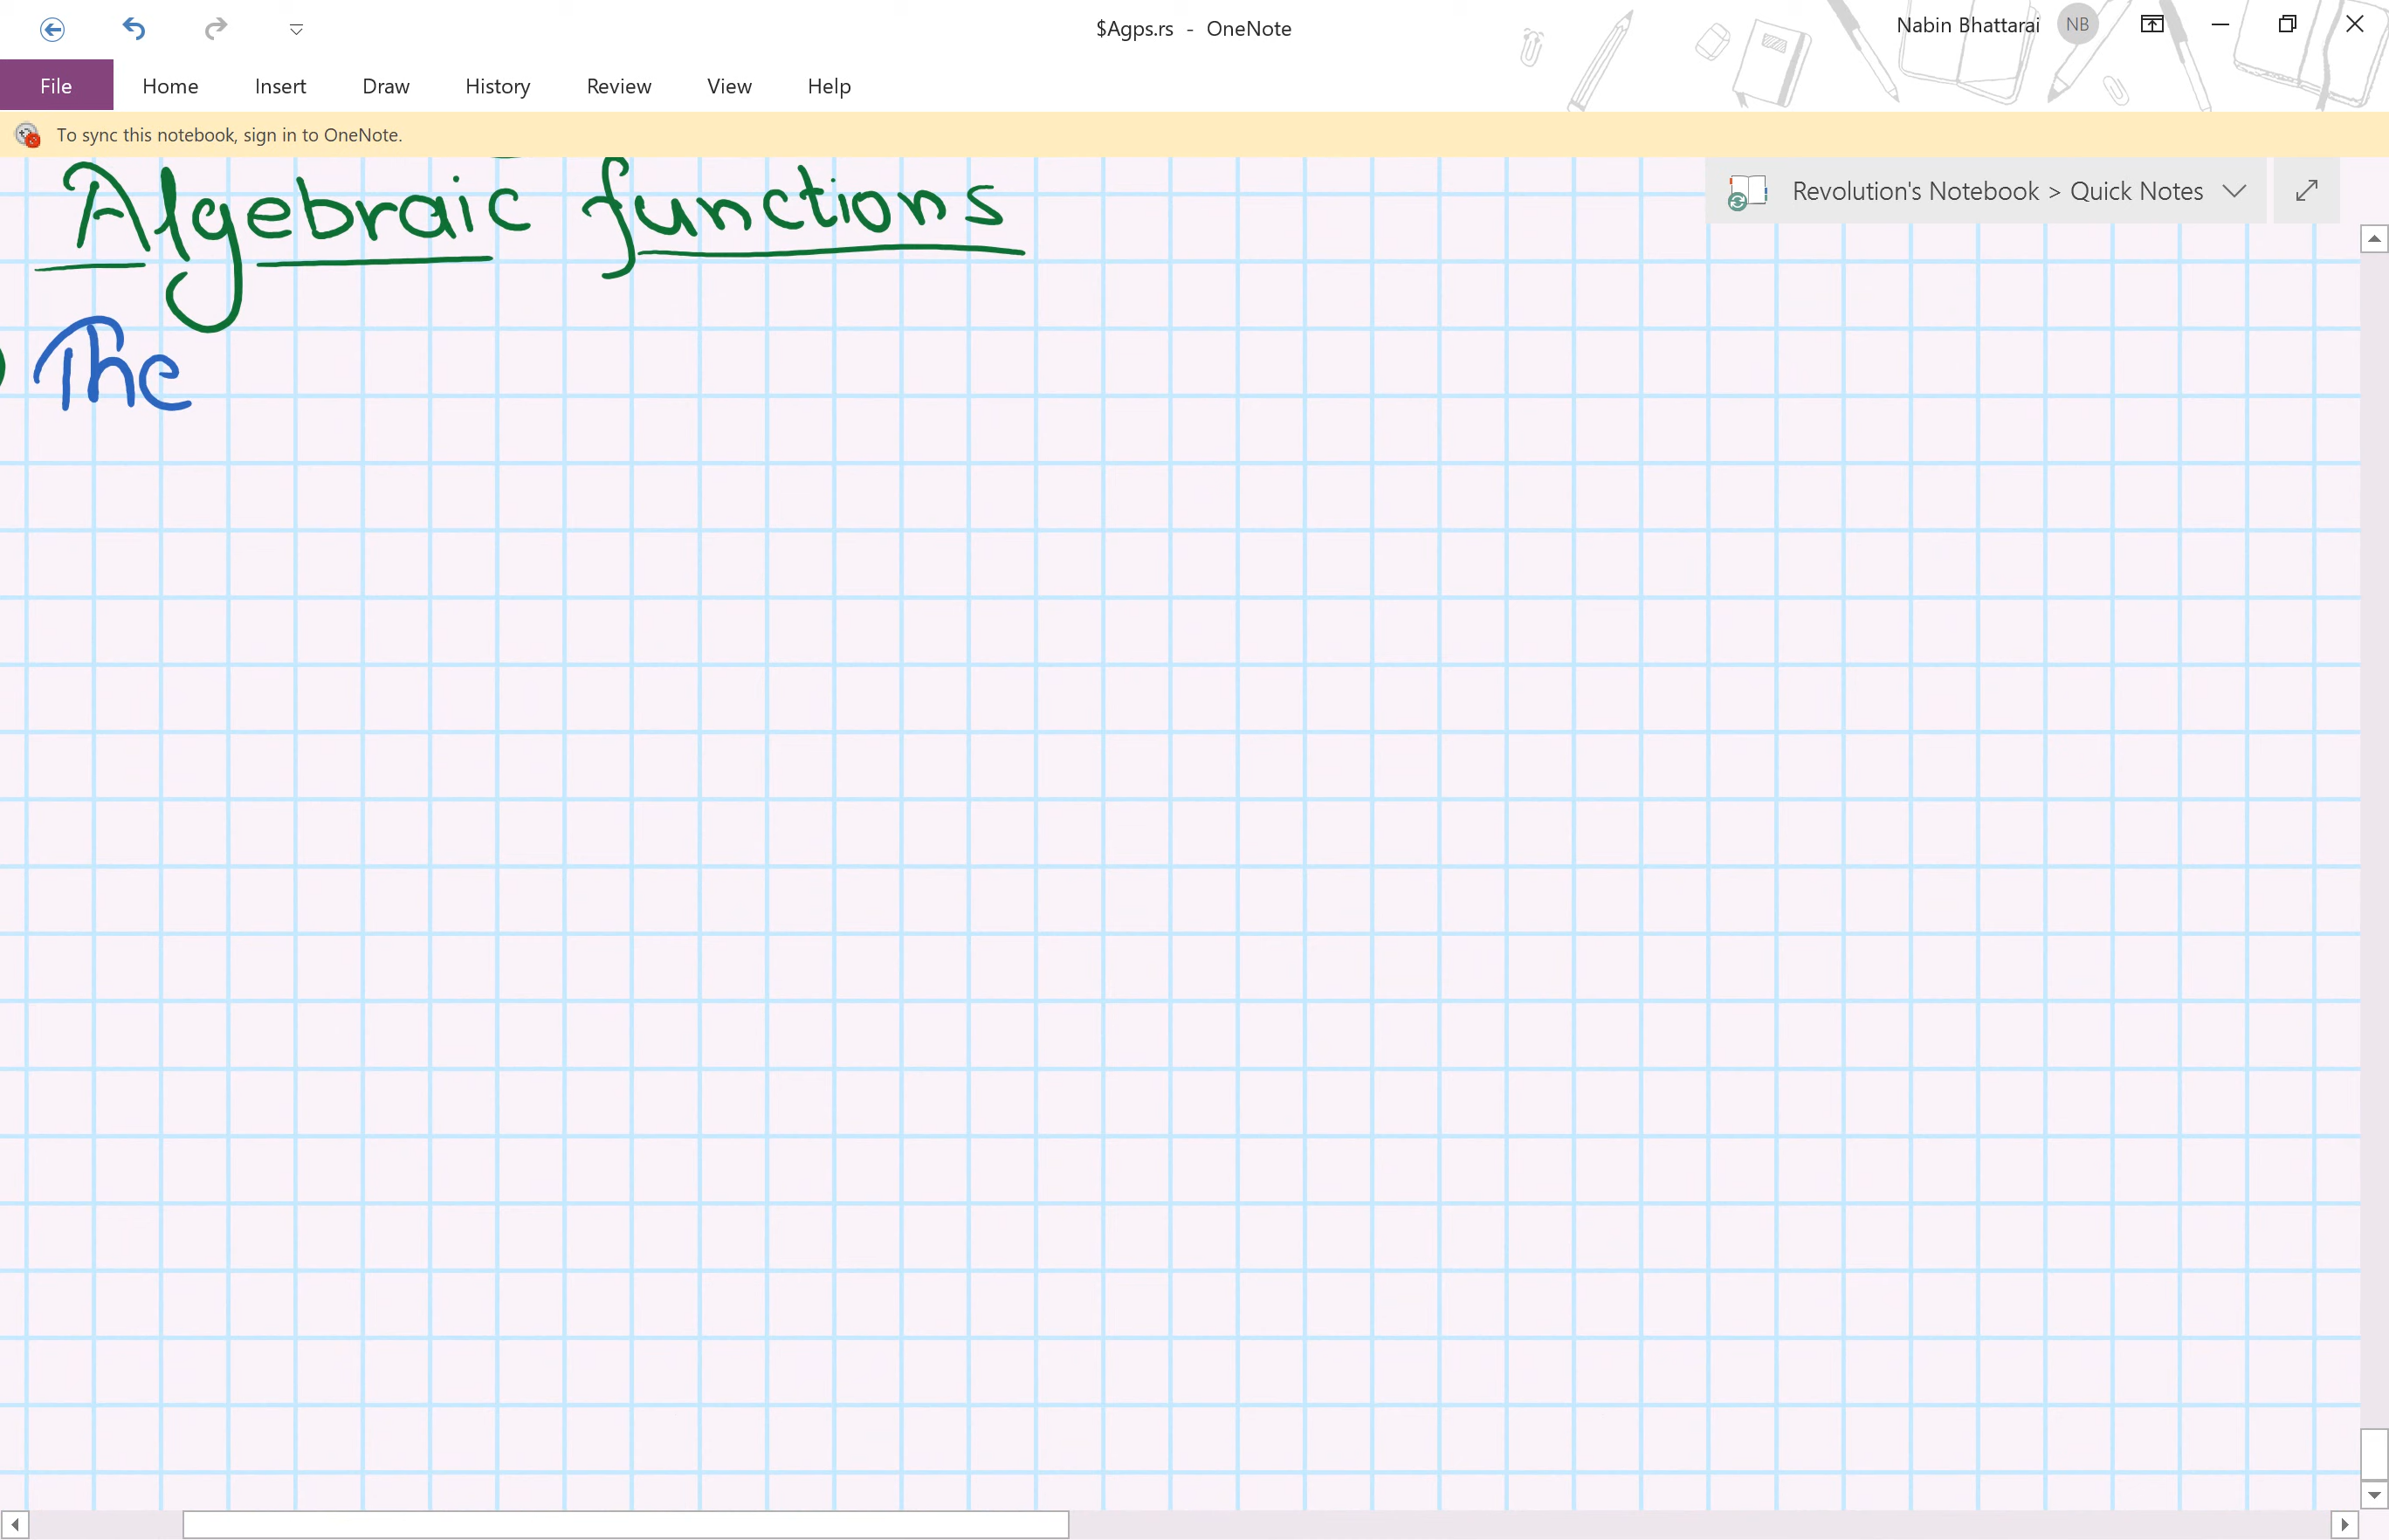 $Agps.rs - OneNote
Nabin Bhattarai NB
File Home Insert Draw History Review View Help
To sync this notebook, sign in to OneNote.
Revolution's Notebook > Quick Notes
Algebraic functions
The